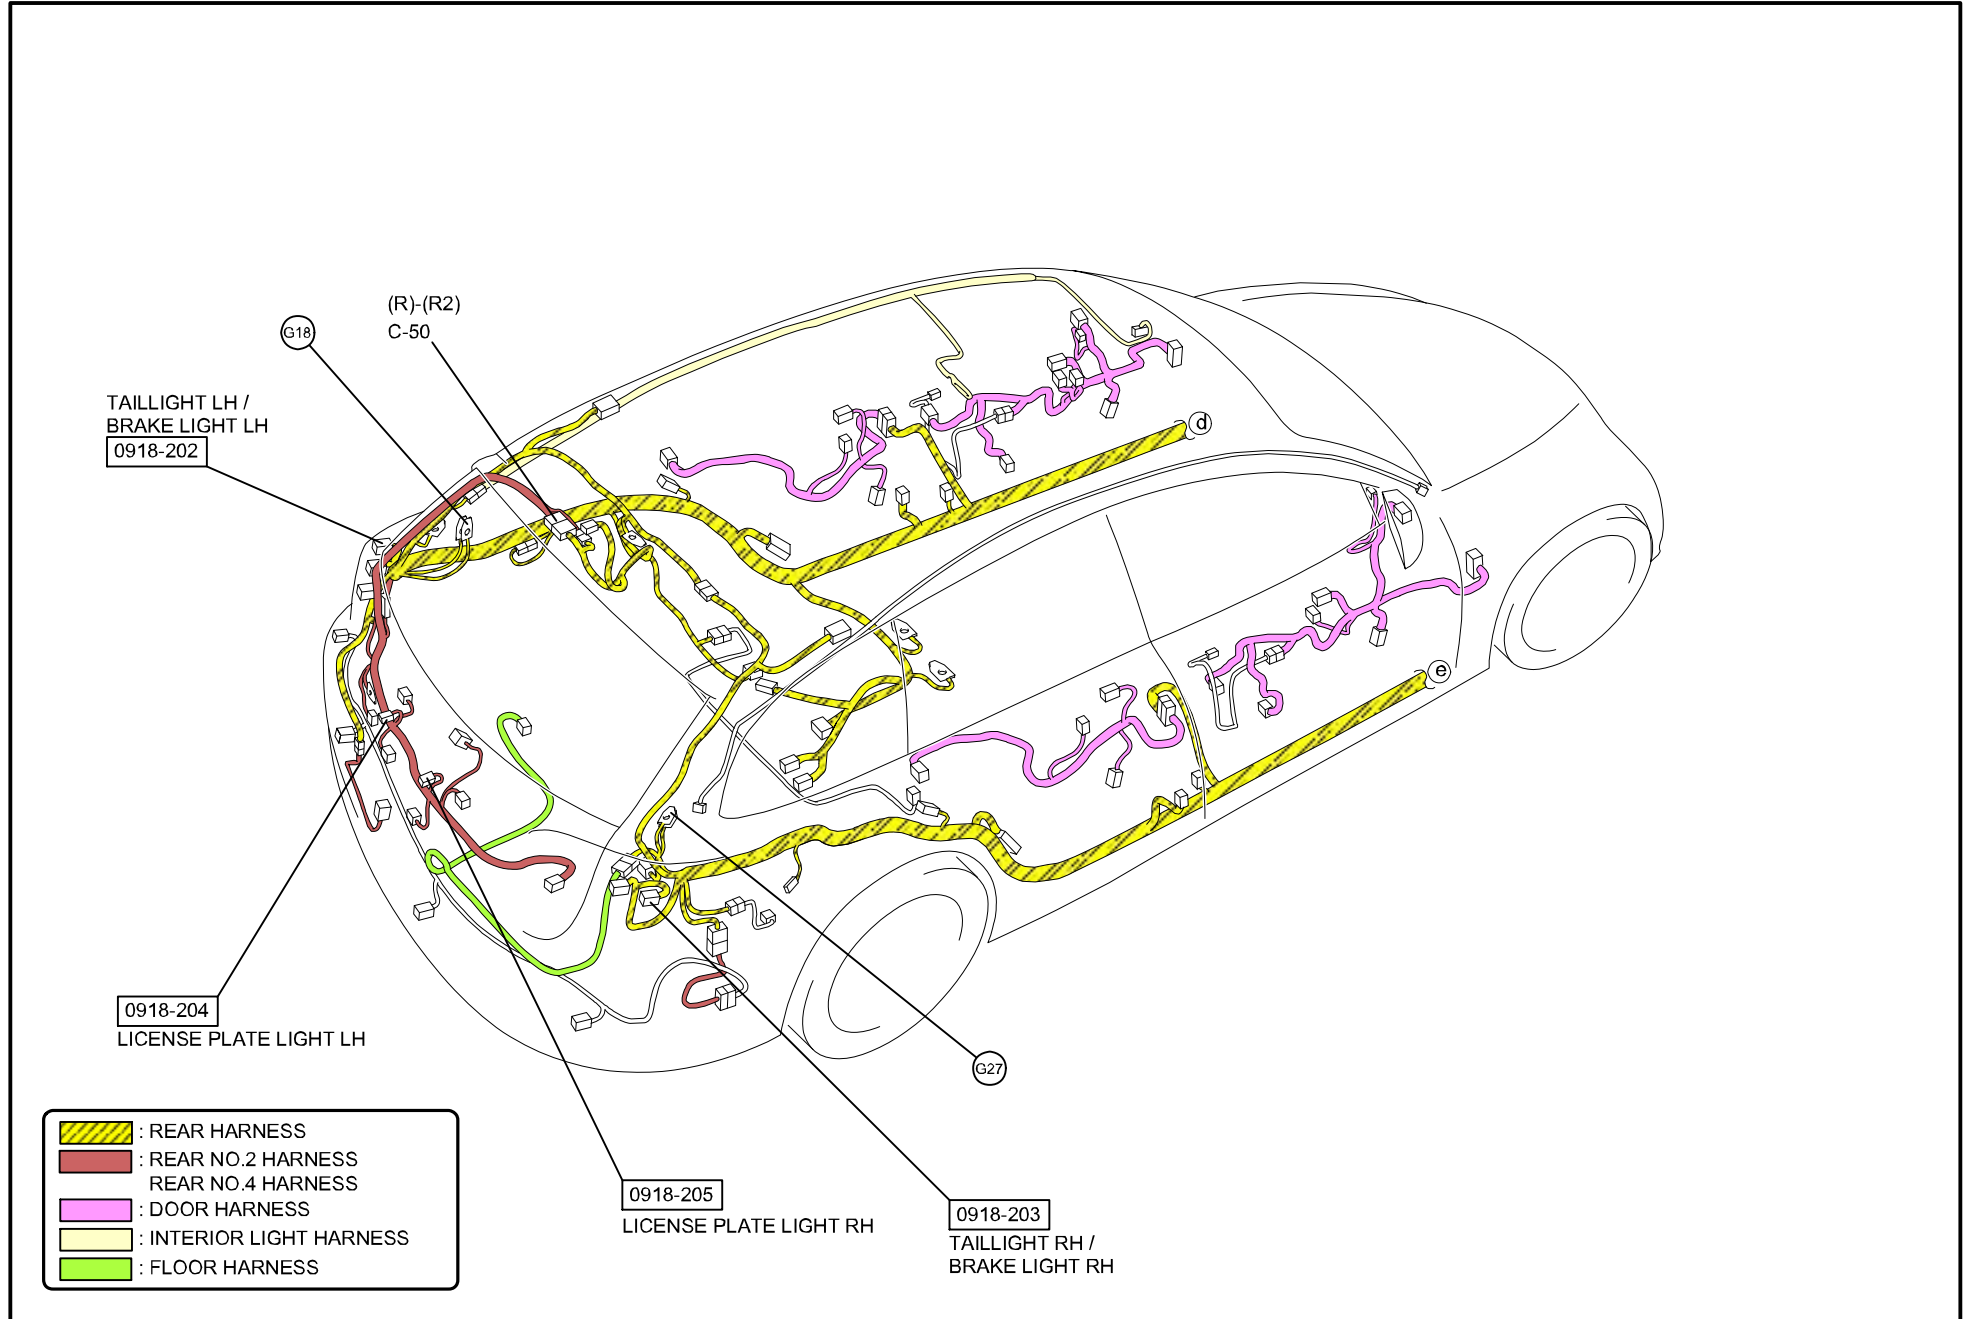 (R)-(R2)
C-50
G18
TAILLIGHT LH /
BRAKE LIGHT LH
0918-202
d
e
0918-204
LICENSE PLATE LIGHT LH
G27
0918-205
LICENSE PLATE LIGHT RH
0918-203
TAILLIGHT RH /
BRAKE LIGHT RH
: REAR HARNESS
: REAR NO.2 HARNESS
REAR NO.4 HARNESS
: DOOR HARNESS
: INTERIOR LIGHT HARNESS
: FLOOR HARNESS